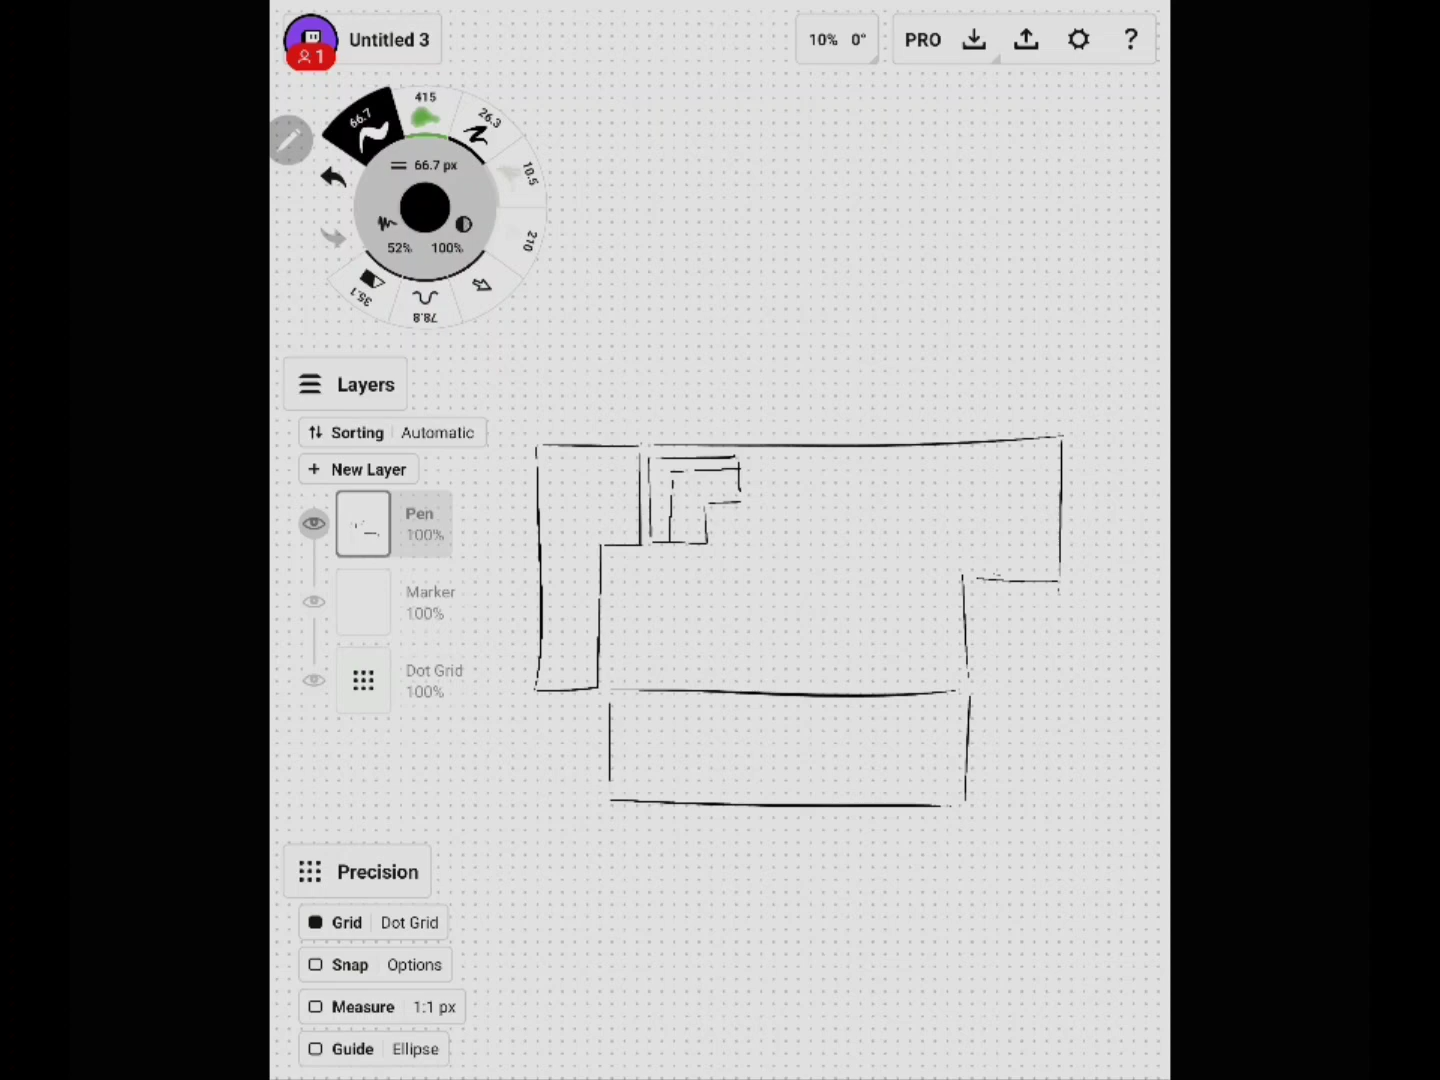 Untitled 3
1
10% 0°
PRO
?
66.7
415
26.3
10.5
210
66.7 px
52% 100%
35.1
78.8
Layers
Sorting Automatic
+ New Layer
Pen
100%
Marker
100%
Dot Grid
100%
Precision
Grid Dot Grid
Snap Options
Measure 1:1 px
Guide Ellipse